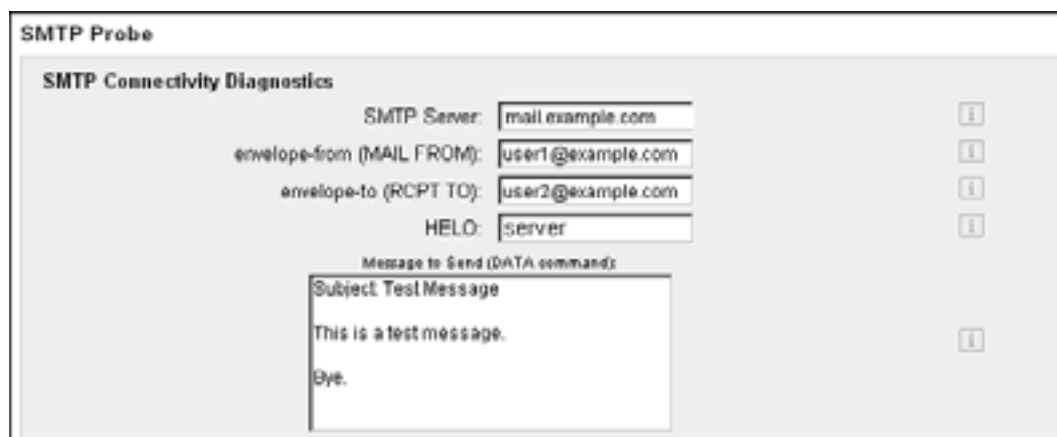 SMTP Probe
SMTP Connectivity Diagnostics
SMTP Server: mail.example.com
envelope-from (MAIL FROM): user1@example.com
envelope-to (RCPT TO): user2@example.com
HELO: server
Message to Send (DATA command):
Subject: Test Message
This is a test message.
Bye.